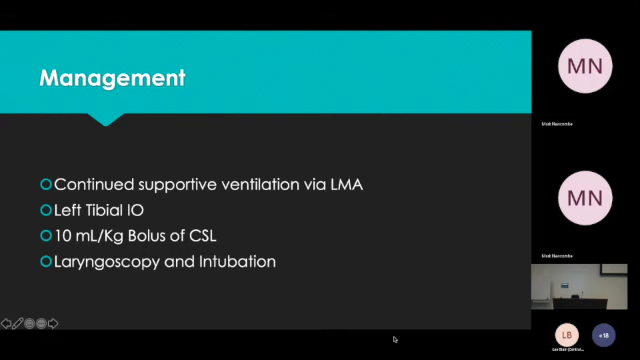 Management
Continued supportive ventilation via LMA
Left Tibial IO
10 mL/Kg Bolus of CSL
Laryngoscopy and Intubation
MN
MN
LB
+18